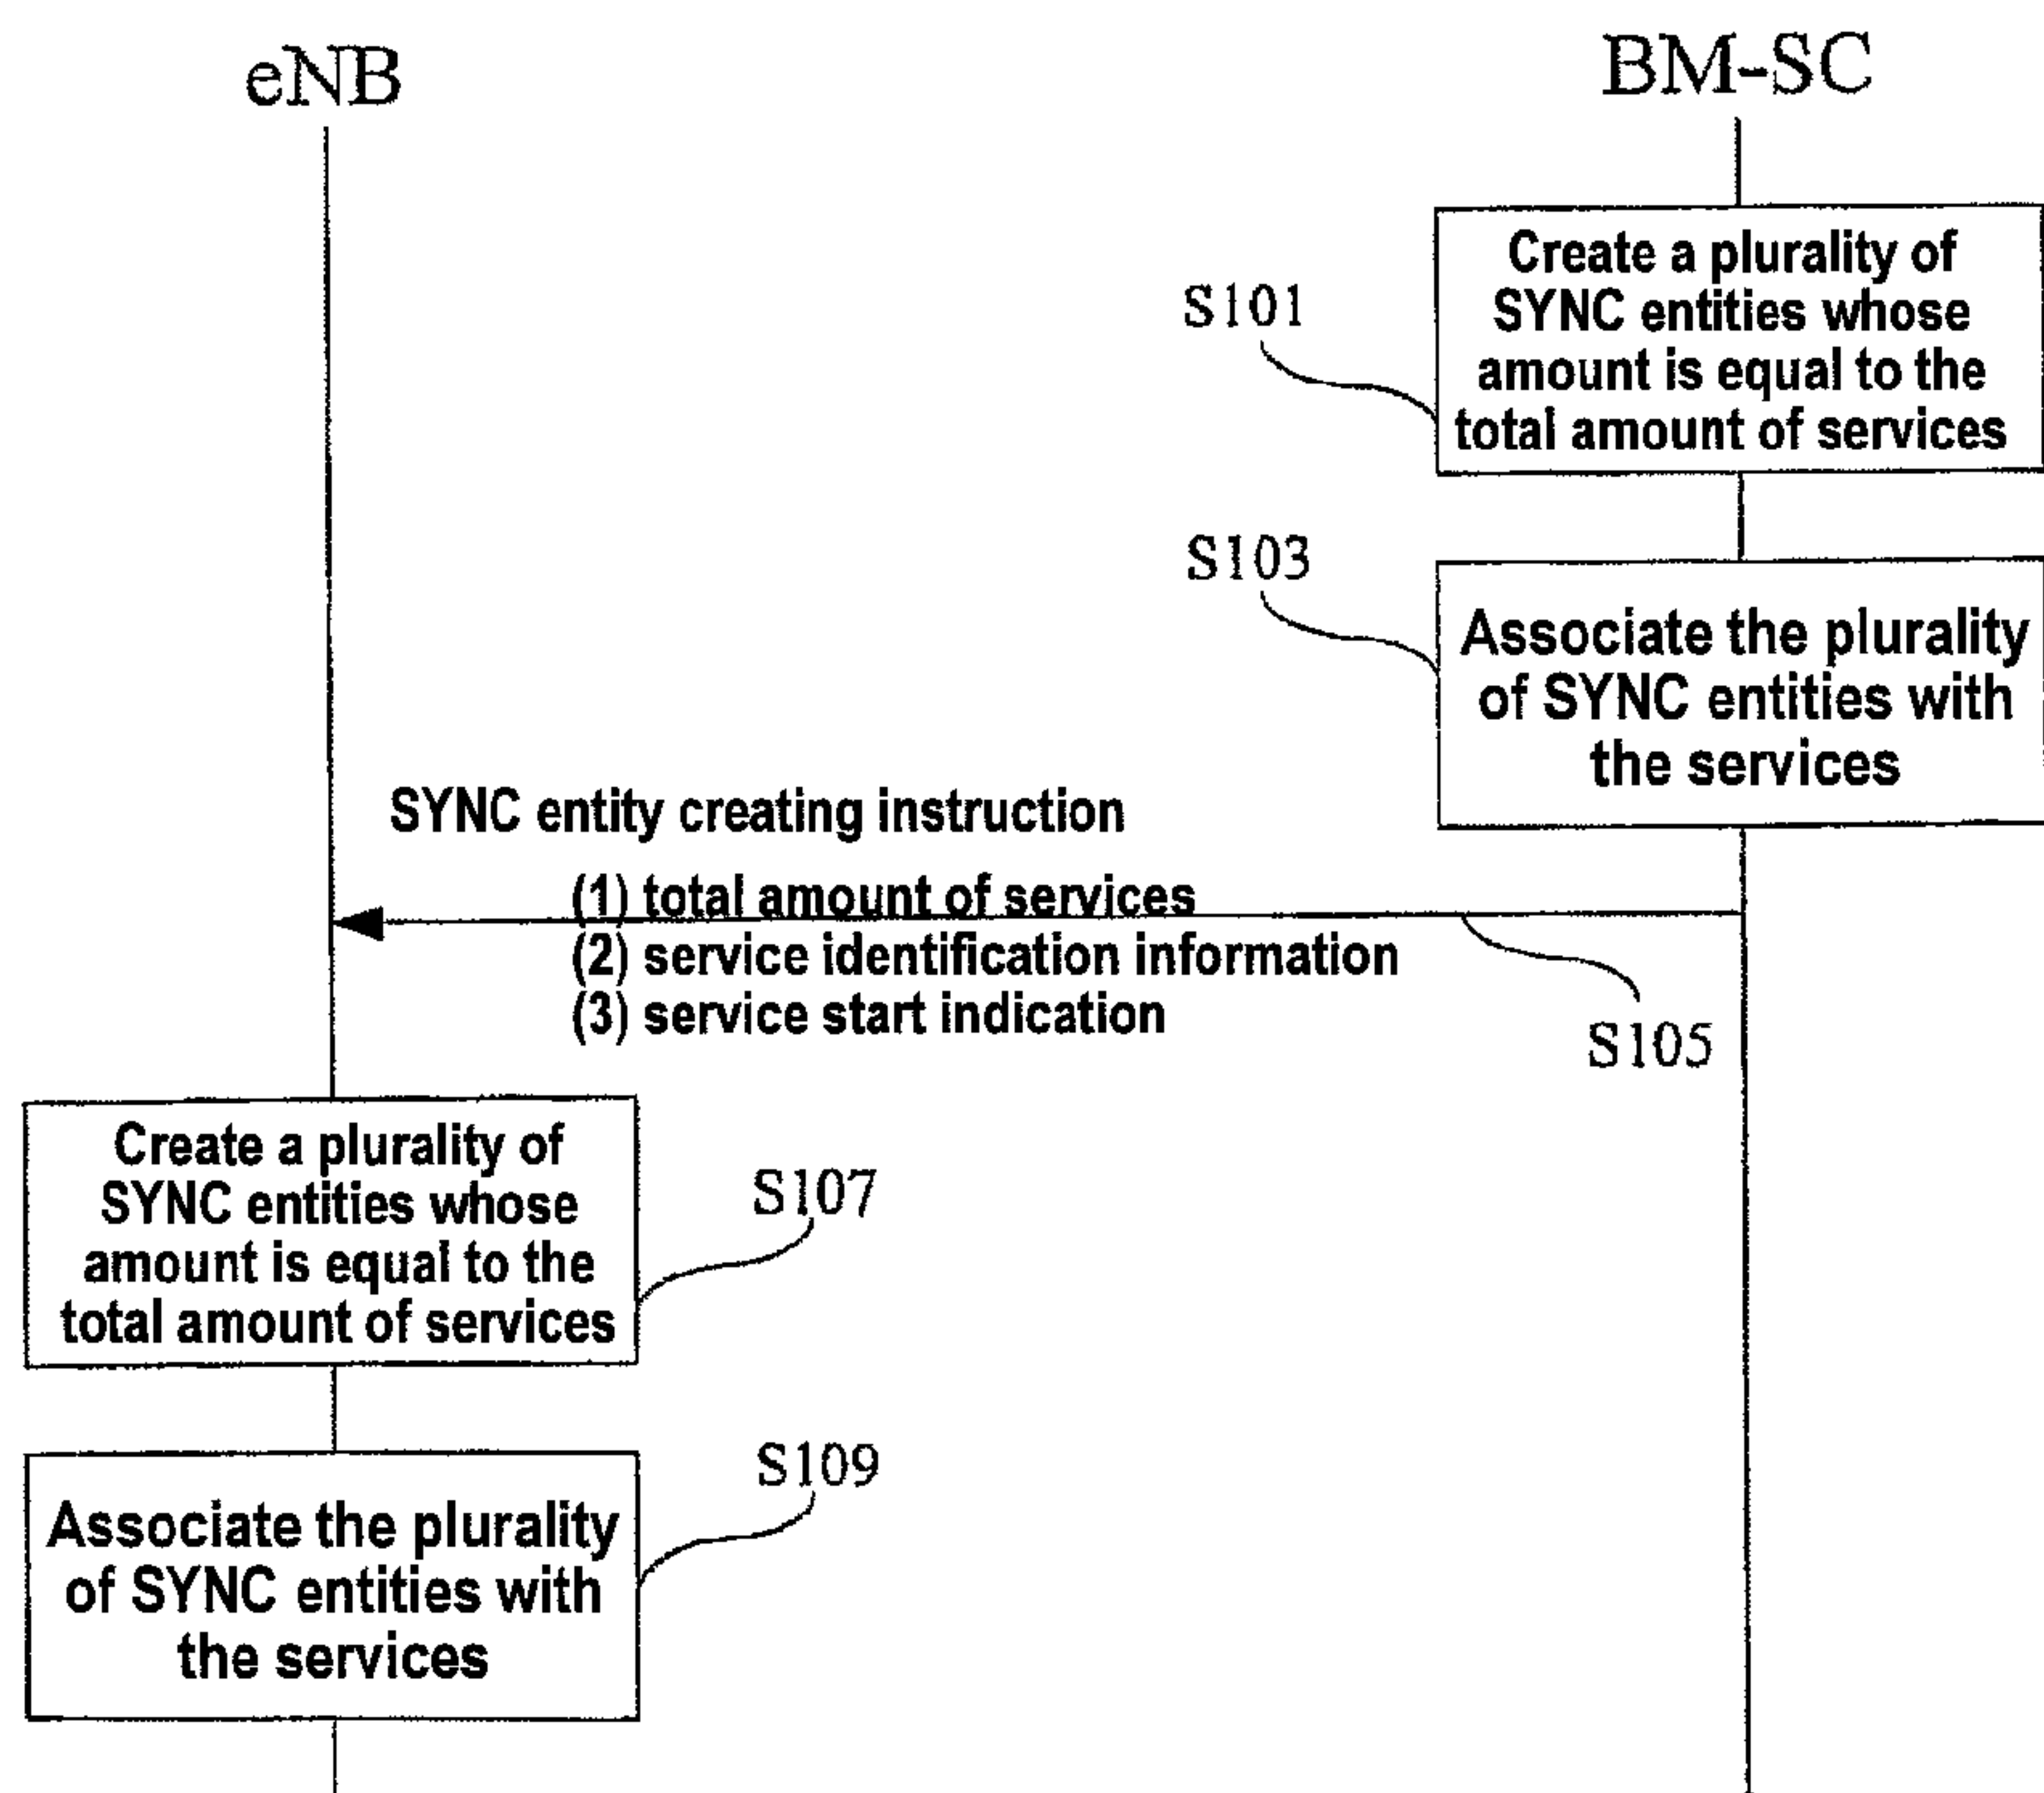 eNB
BM-SC
Create a plurality of
SYNC entities whose
amount is equal to the
total amount of services
S101
S103
Associate the plurality
of SYNC entities with
the services
SYNC entity creating instruction
(1) total amount of services
(2) service identification information
(3) service start indication
S105
Create a plurality of
SYNC entities whose
amount is equal to the
total amount of services
S107
S109
Associate the plurality
of SYNC entities with
the services